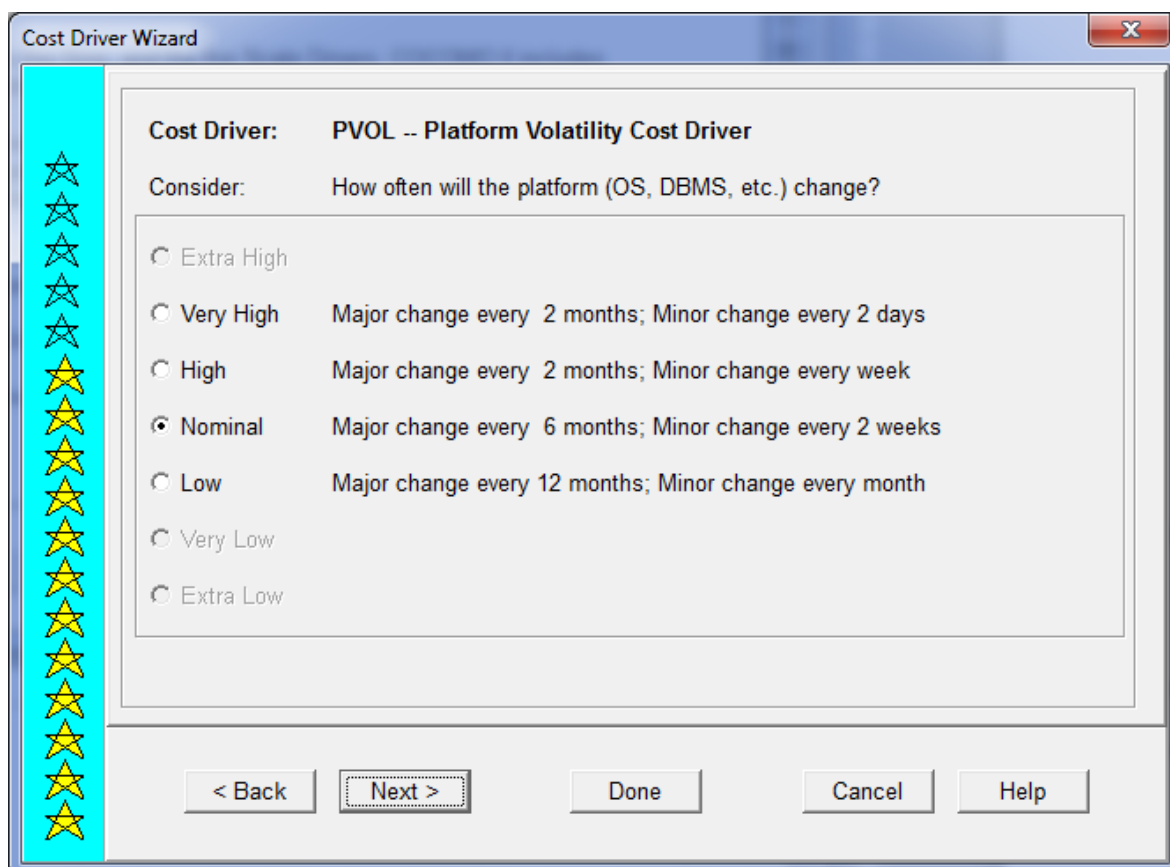 Cost Driver Wizard
Cost Driver: PVOL -- Platform Volatility Cost Driver
Consider: How often will the platform (OS, DBMS, etc.) change?
Extra High
Very High Major change every  2 months; Minor change every 2 days
High Major change every  2 months; Minor change every week
Nominal Major change every  6 months; Minor change every 2 weeks
Low Major change every 12 months; Minor change every month
Very Low
Extra Low
< Back Next > Done Cancel Help